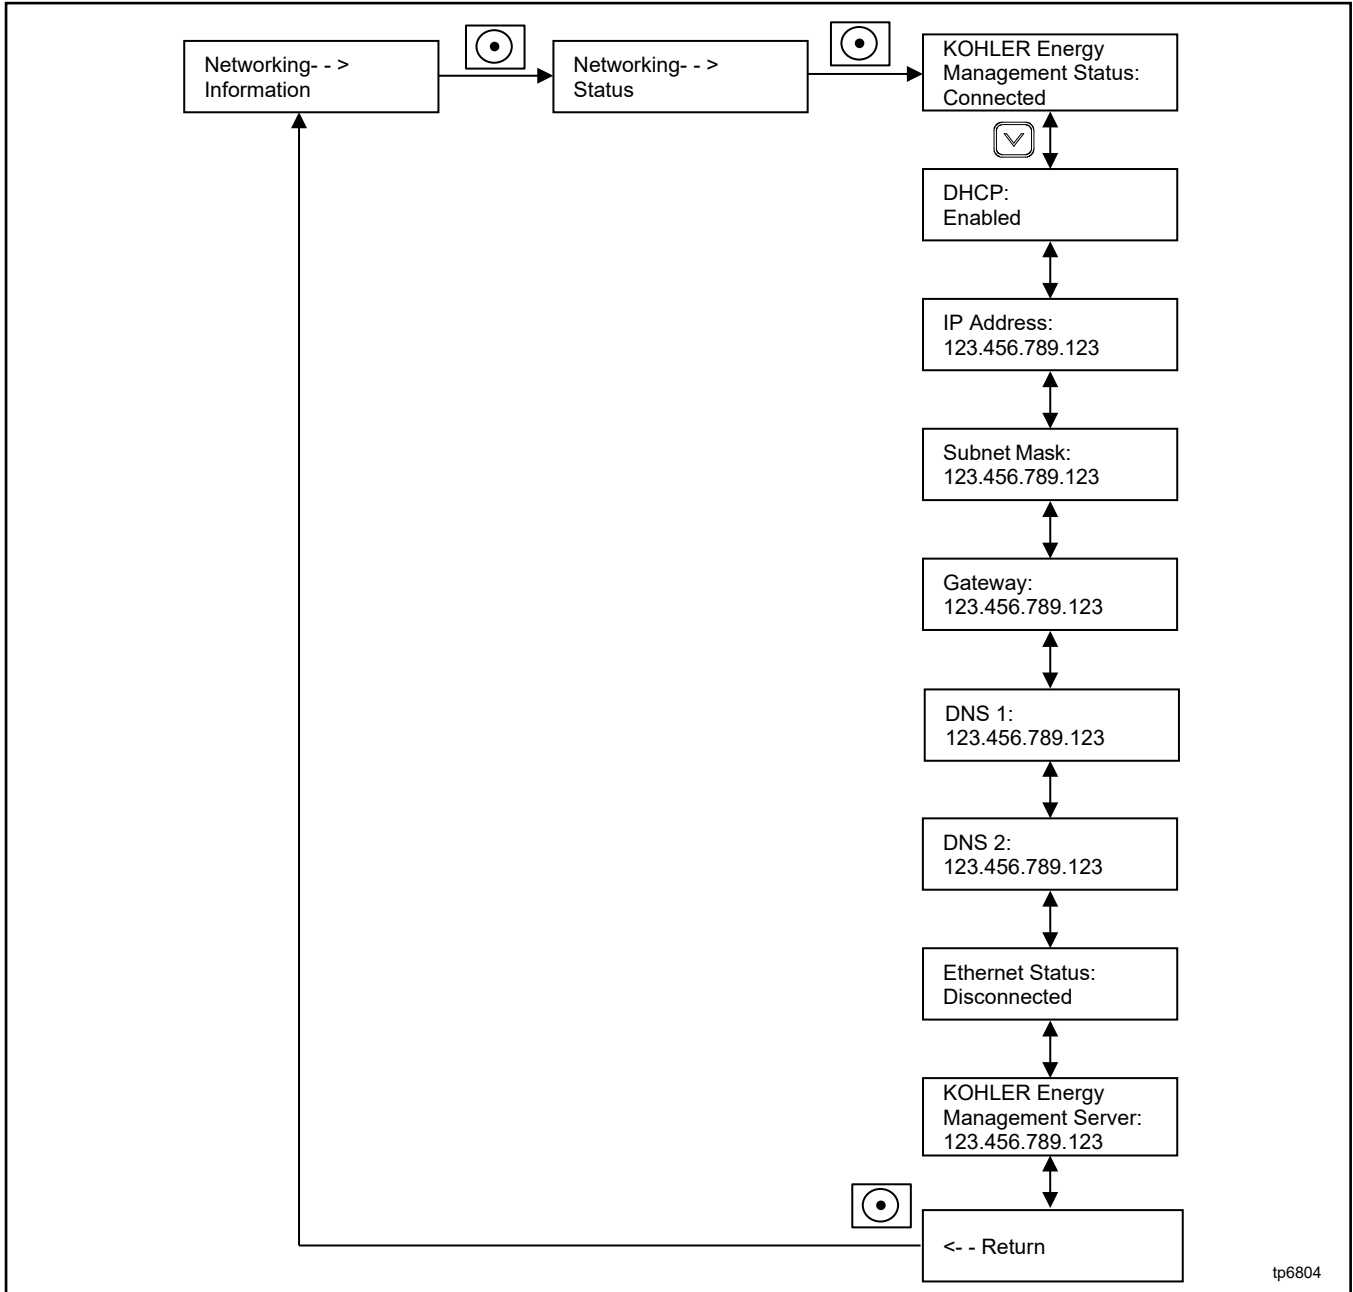 Networking- - >
Information
Networking- - >
Status
KOHLER Energy
Management Status:
Connected
DHCP:
Enabled
IP Address:
123.456.789.123
Subnet Mask:
123.456.789.123
Gateway:
123.456.789.123
DNS 1:
123.456.789.123
DNS 2:
123.456.789.123
Ethernet Status:
Disconnected
KOHLER Energy
Management Server:
123.456.789.123
<- - Return
tp6804